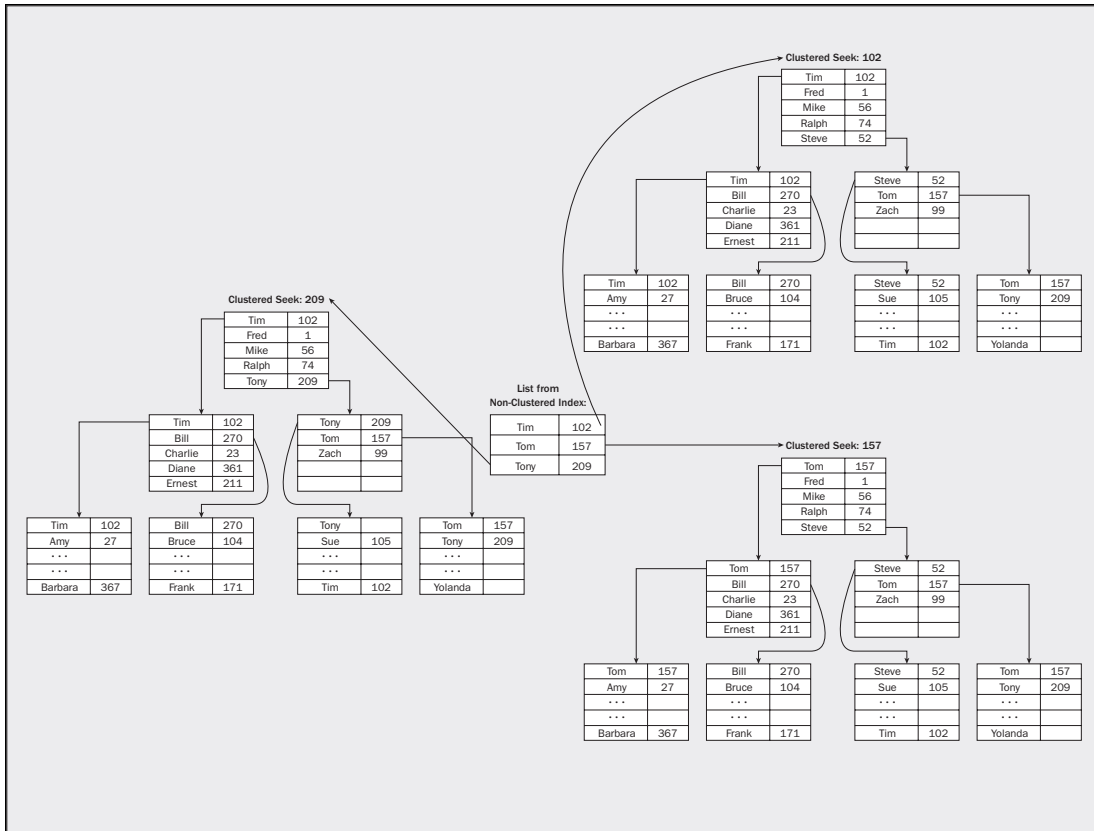 Clustered Seek: 102
Tim 102
Fred 1
Mike 56
Ralph 74
Steve 52
Tim 102
Bill 270
Charlie 23
Diane 361
Ernest 211
Steve 52
Tom 157
Zach 99
Tim 102
Amy 27
...
...
Barbara 367
Bill 270
Bruce 104
...
...
Frank 171
Steve 52
Sue 105
...
...
Tim 102
Tom 157
Tony 209
...
...
Yolanda
Clustered Seek: 209
Tim 102
Fred 1
Mike 56
Ralph 74
Tony 209
Tim 102
Bill 270
Charlie 23
Diane 361
Ernest 211
Tony 209
Tom 157
Zach 99
Tim 102
Amy 27
...
...
Barbara 367
Bill 270
Bruce 104
...
...
Frank 171
Tony
Sue 105
...
...
Tim 102
Tom 157
Tony 209
...
...
Yolanda
List from
Non-Clustered Index:
Tim 102
Tom 157
Tony 209
Clustered Seek: 157
Tom 157
Fred 1
Mike 56
Ralph 74
Steve 52
Tom 157
Bill 270
Charlie 23
Diane 361
Ernest 211
Steve 52
Tom 157
Zach 99
Tom 157
Amy 27
...
...
Barbara 367
Bill 270
Bruce 104
...
...
Frank 171
Steve 52
Sue 105
...
...
Tim 102
Tom 157
Tony 209
...
...
Yolanda